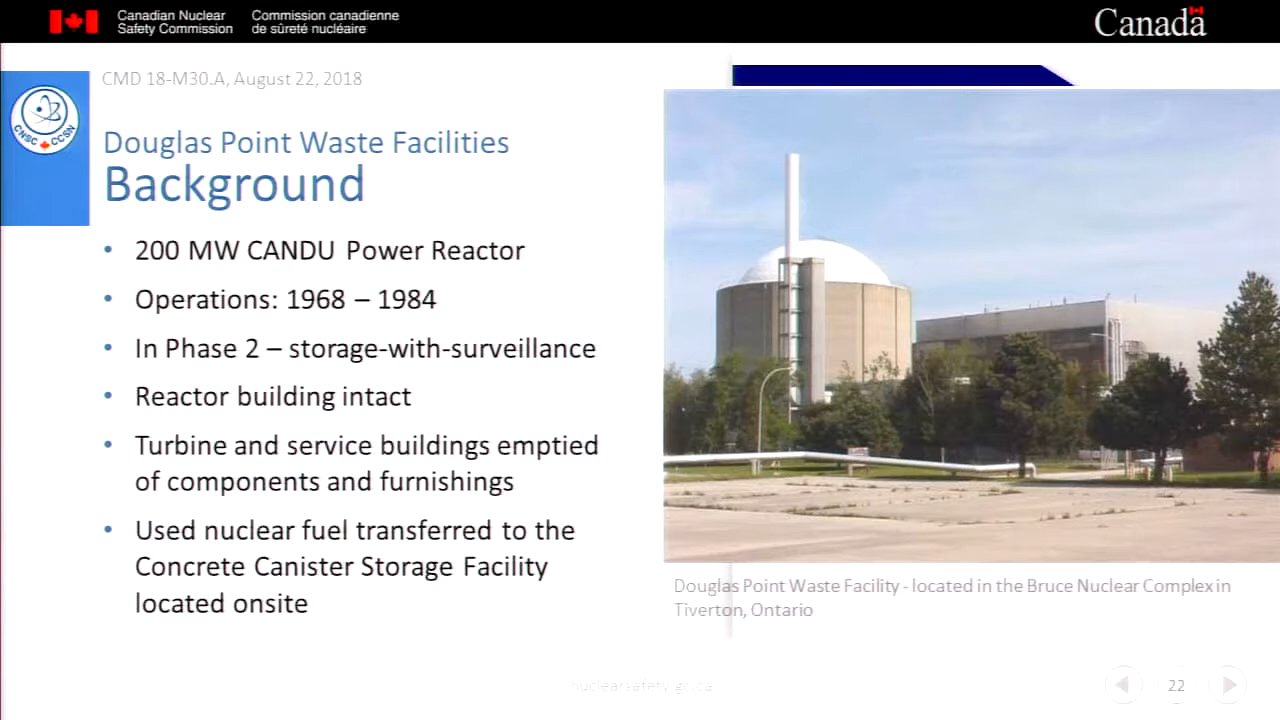 Canadian Nuclear
Safety Commission
Commission canadienne
de sûreté nucléaire
Canada
CMD 18-M30.A, August 22, 2018
CNSC CCSN
Douglas Point Waste Facilities
Background
• 200 MW CANDU Power Reactor
• Operations: 1968 – 1984
• In Phase 2 – storage-with-surveillance
• Reactor building intact
• Turbine and service buildings emptied
of components and furnishings
• Used nuclear fuel transferred to the
Concrete Canister Storage Facility
located onsite
Douglas Point Waste Facility - located in the Bruce Nuclear Complex in
Tiverton, Ontario
nuclearsafety.gc.ca
22